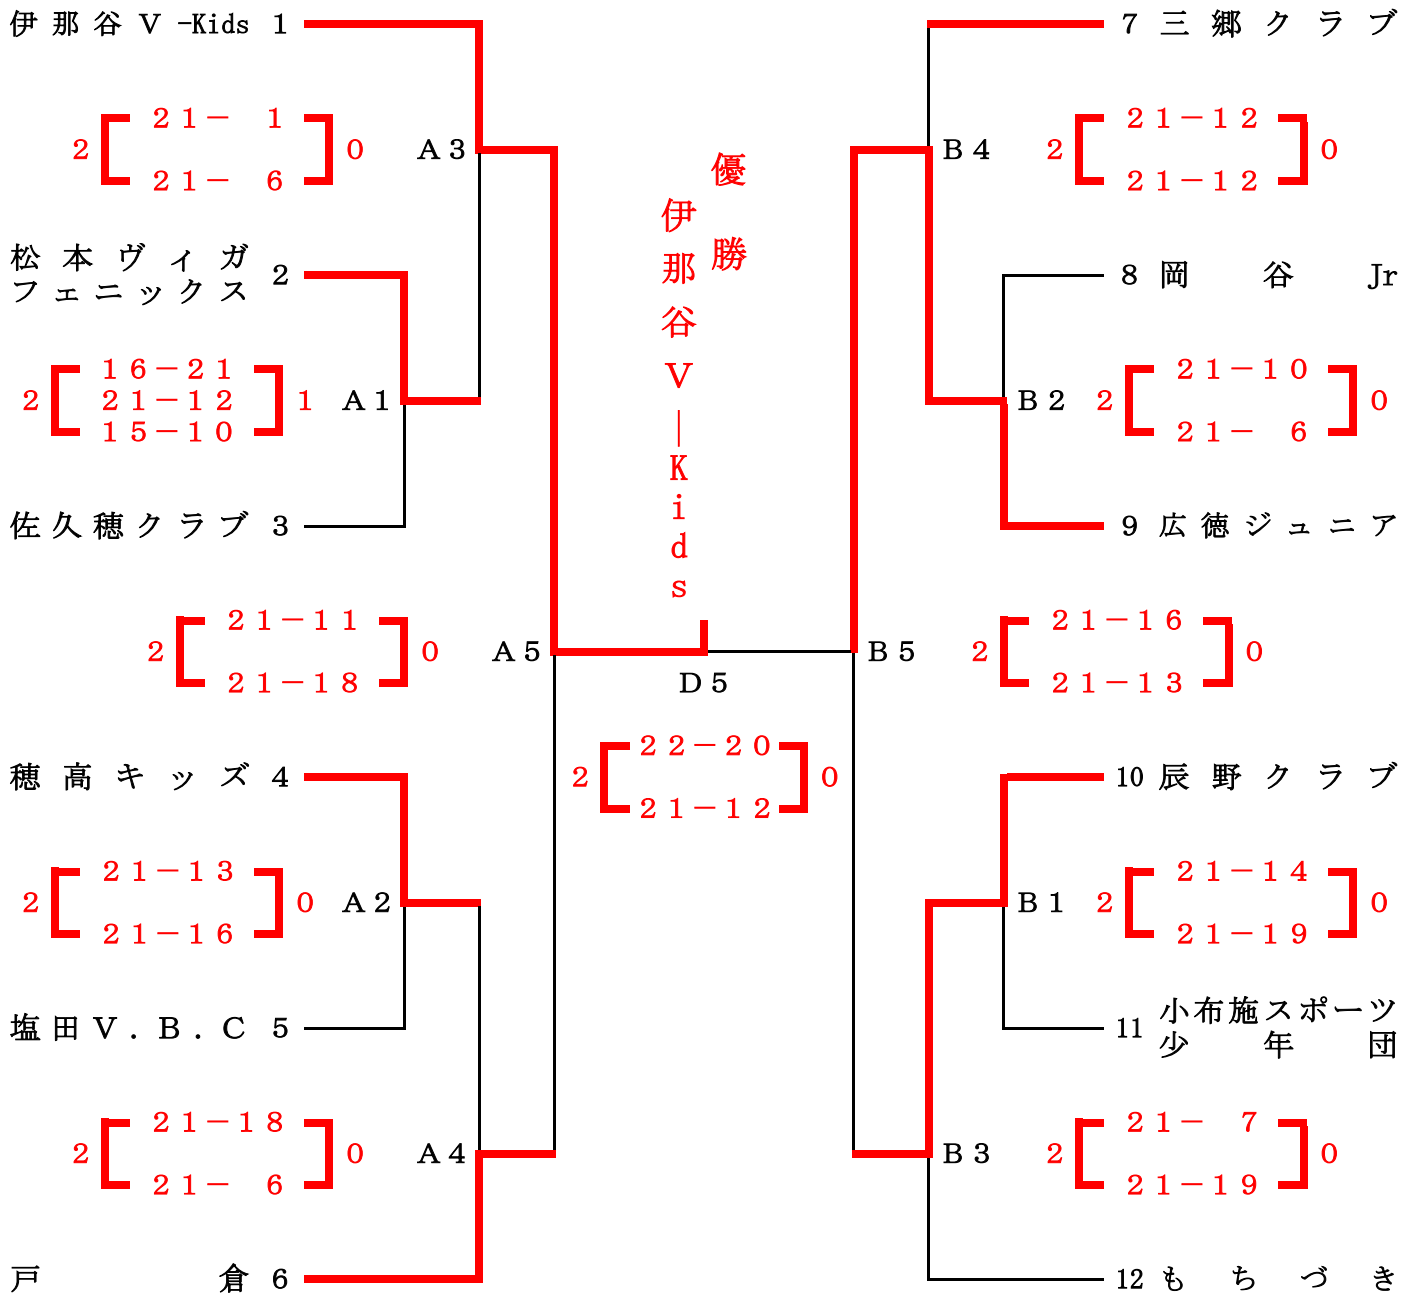 伊那谷Ｖ-Kids 1
２１－　１
２ ０
２１－　６
Ａ３
松本ヴィガ
フェニックス
2
１６－２１
２ ２１－１２ １
１５－１０
Ａ１
佐久穂クラブ 3
２１－１１
２ ０
２１－１８
Ａ５
穂高キッズ 4
２１－１３
２ ０
２１－１６
Ａ２
塩田Ｖ．Ｂ．Ｃ 5
２１－１８
２ ０
２１－　６
Ａ４
戸倉 6
優勝
伊那谷Ｖ―Kids
Ｄ５
２２－２０
２ ０
２１－１２
7 三郷クラブ
Ｂ４
２１－１２
２ ０
２１－１２
8 岡谷Jr
Ｂ２
２１－１０
２ ０
２１－　６
9 広徳ジュニア
Ｂ５
２１－１６
２ ０
２１－１３
10 辰野クラブ
Ｂ１
２１－１４
２ ０
２１－１９
11
小布施スポーツ
少年団
Ｂ３
２１－　７
２ ０
２１－１９
12 もちづき